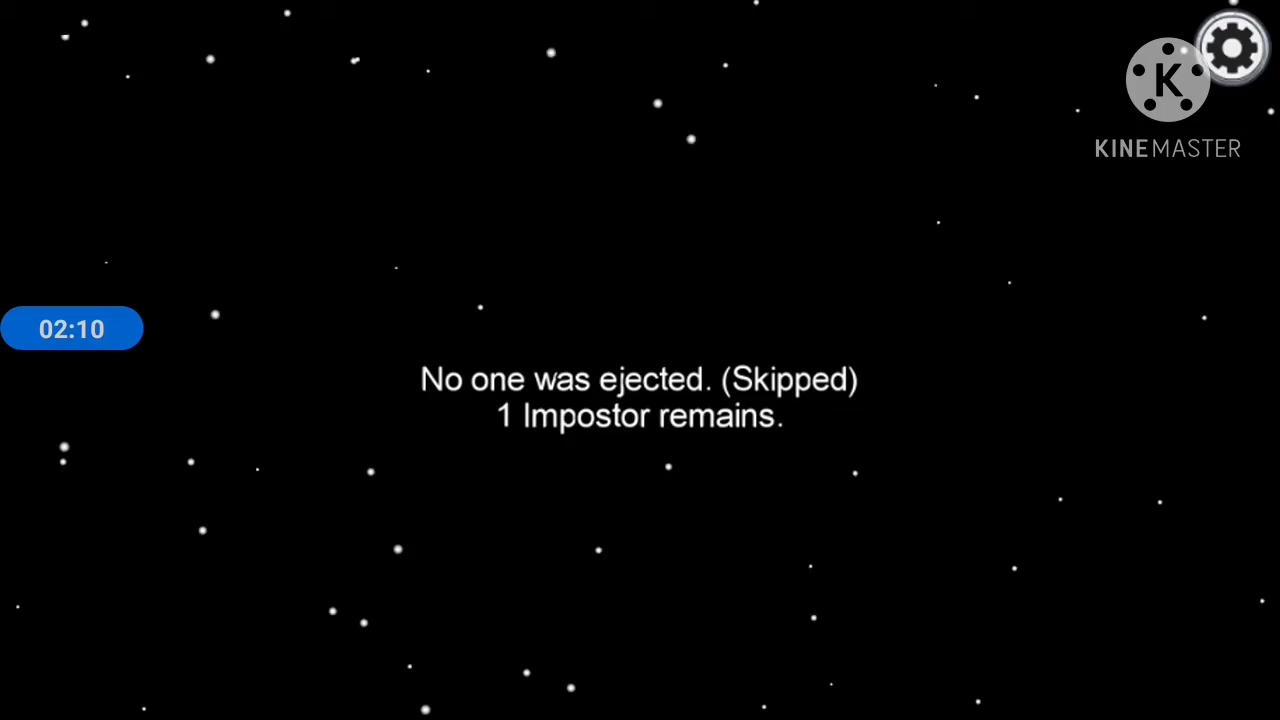 K
KINEMASTER
02:10
No one was ejected. (Skipped)
1 Impostor remains.